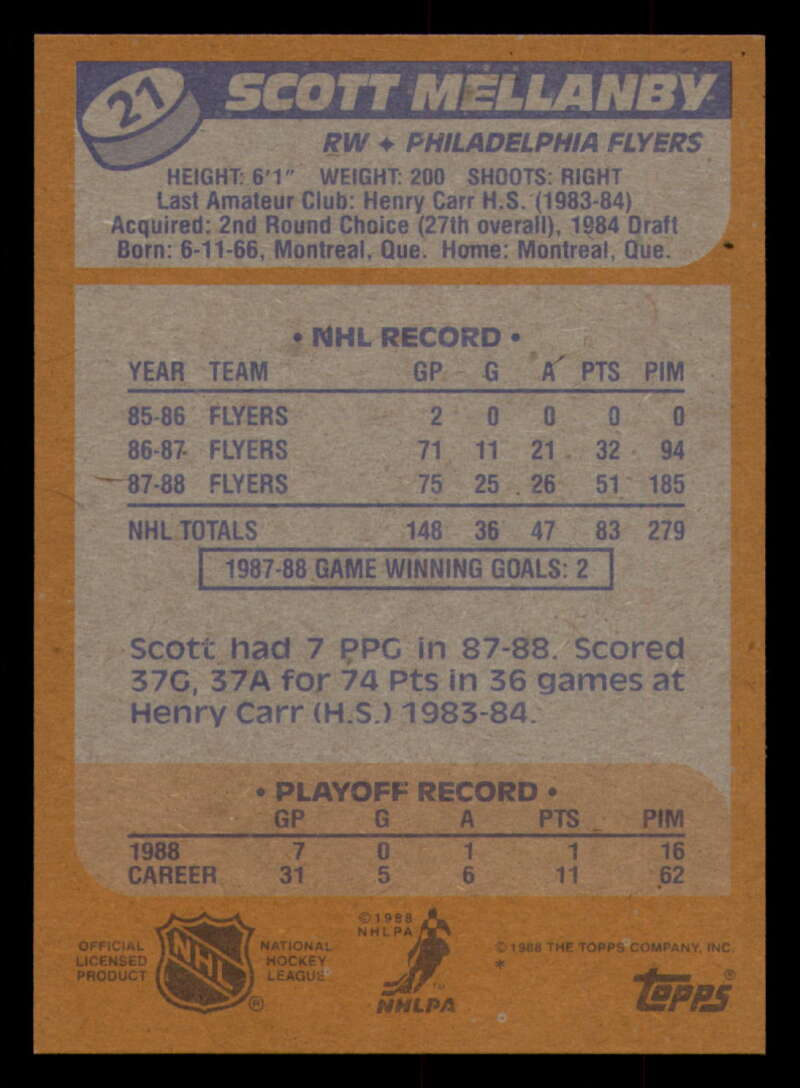 21
SCOTT MELLANBY
RW ✦ PHILADELPHIA FLYERS
HEIGHT: 6'1" WEIGHT: 200 SHOOTS: RIGHT
Last Amateur Club: Henry Carr H.S. (1983-84)
Acquired: 2nd Round Choice (27th overall), 1984 Draft
Born: 6-11-66, Montreal, Que. Home: Montreal, Que.
• NHL RECORD •
YEAR TEAM GP G A PTS PIM
85-86 FLYERS 2 0 0 0 0
86-87 FLYERS 71 11 21 32 94
87-88 FLYERS 75 25 26 51 185
NHL TOTALS 148 36 47 83 279
1987-88 GAME WINNING GOALS: 2
Scott had 7 PPG in 87-88. Scored
37G, 37A for 74 Pts in 36 games at
Henry Carr (H.S.) 1983-84.
• PLAYOFF RECORD •
GP G A PTS PIM
1988 7 0 1 1 16
CAREER 31 5 6 11 62
OFFICIAL
LICENSED
PRODUCT
NHL
®
NATIONAL
HOCKEY
LEAGUE
©1988
NHLPA
TM
NHLPA
©1988 THE TOPPS COMPANY, INC.
*
topps®